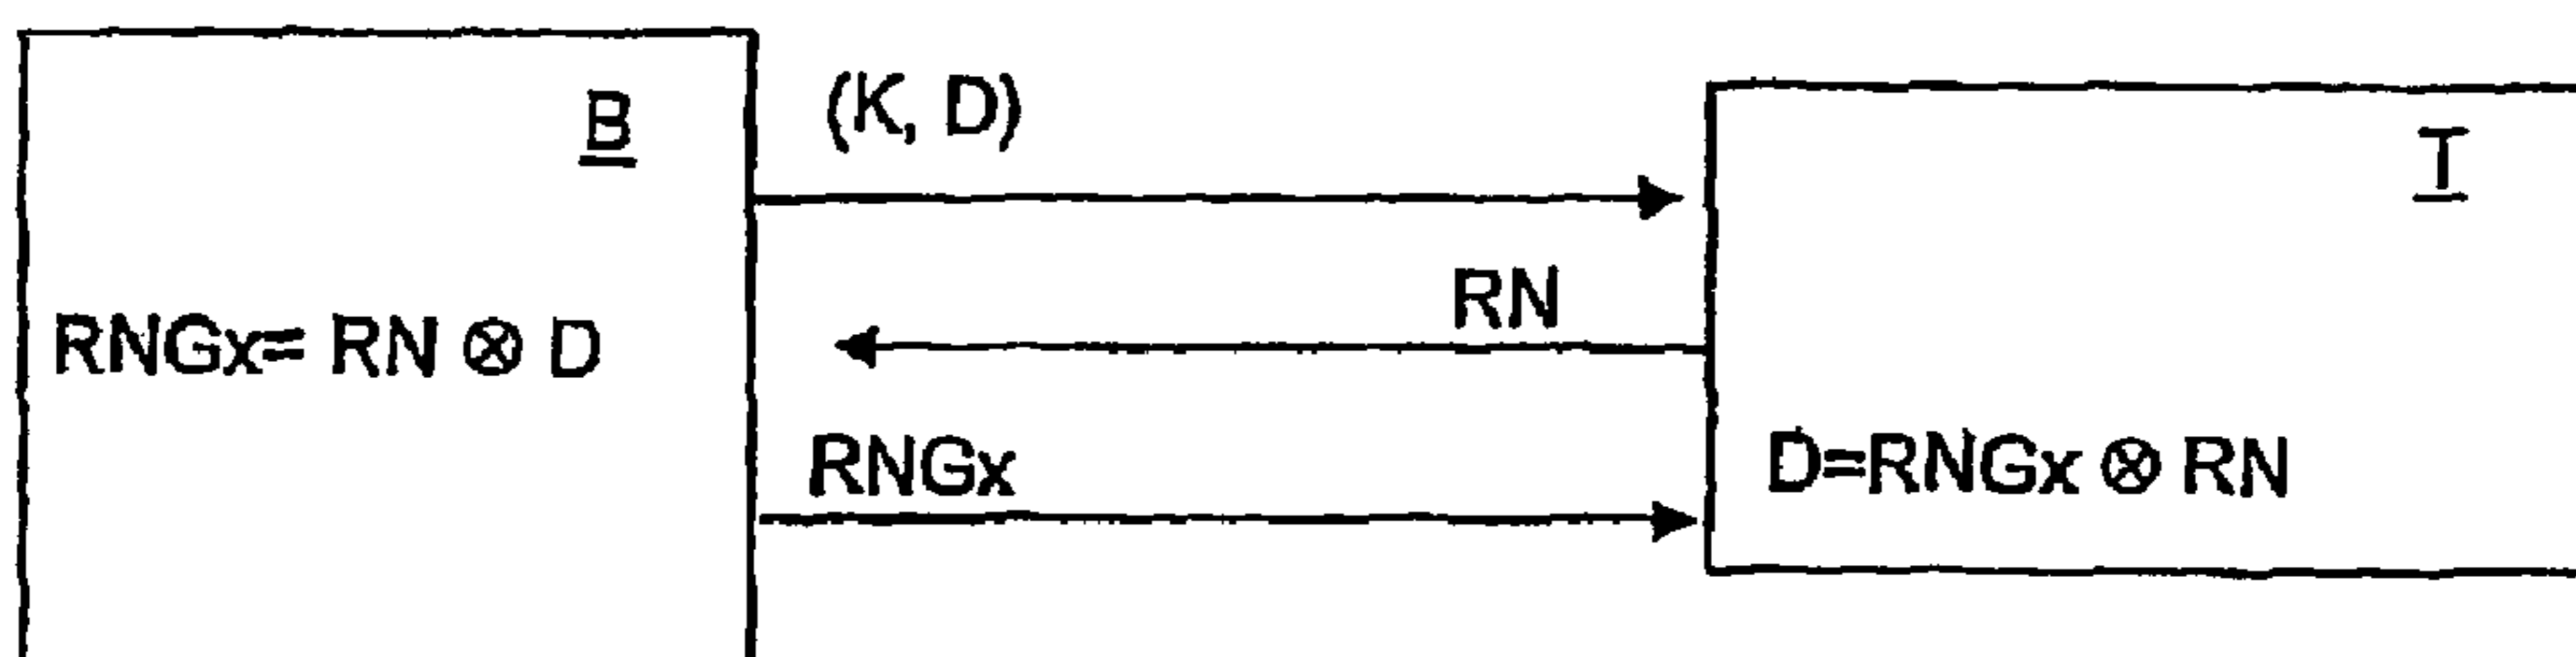 B
(K, D)
T
RN
RNGx= RN ⊗ D
RNGx
D=RNGx ⊗ RN